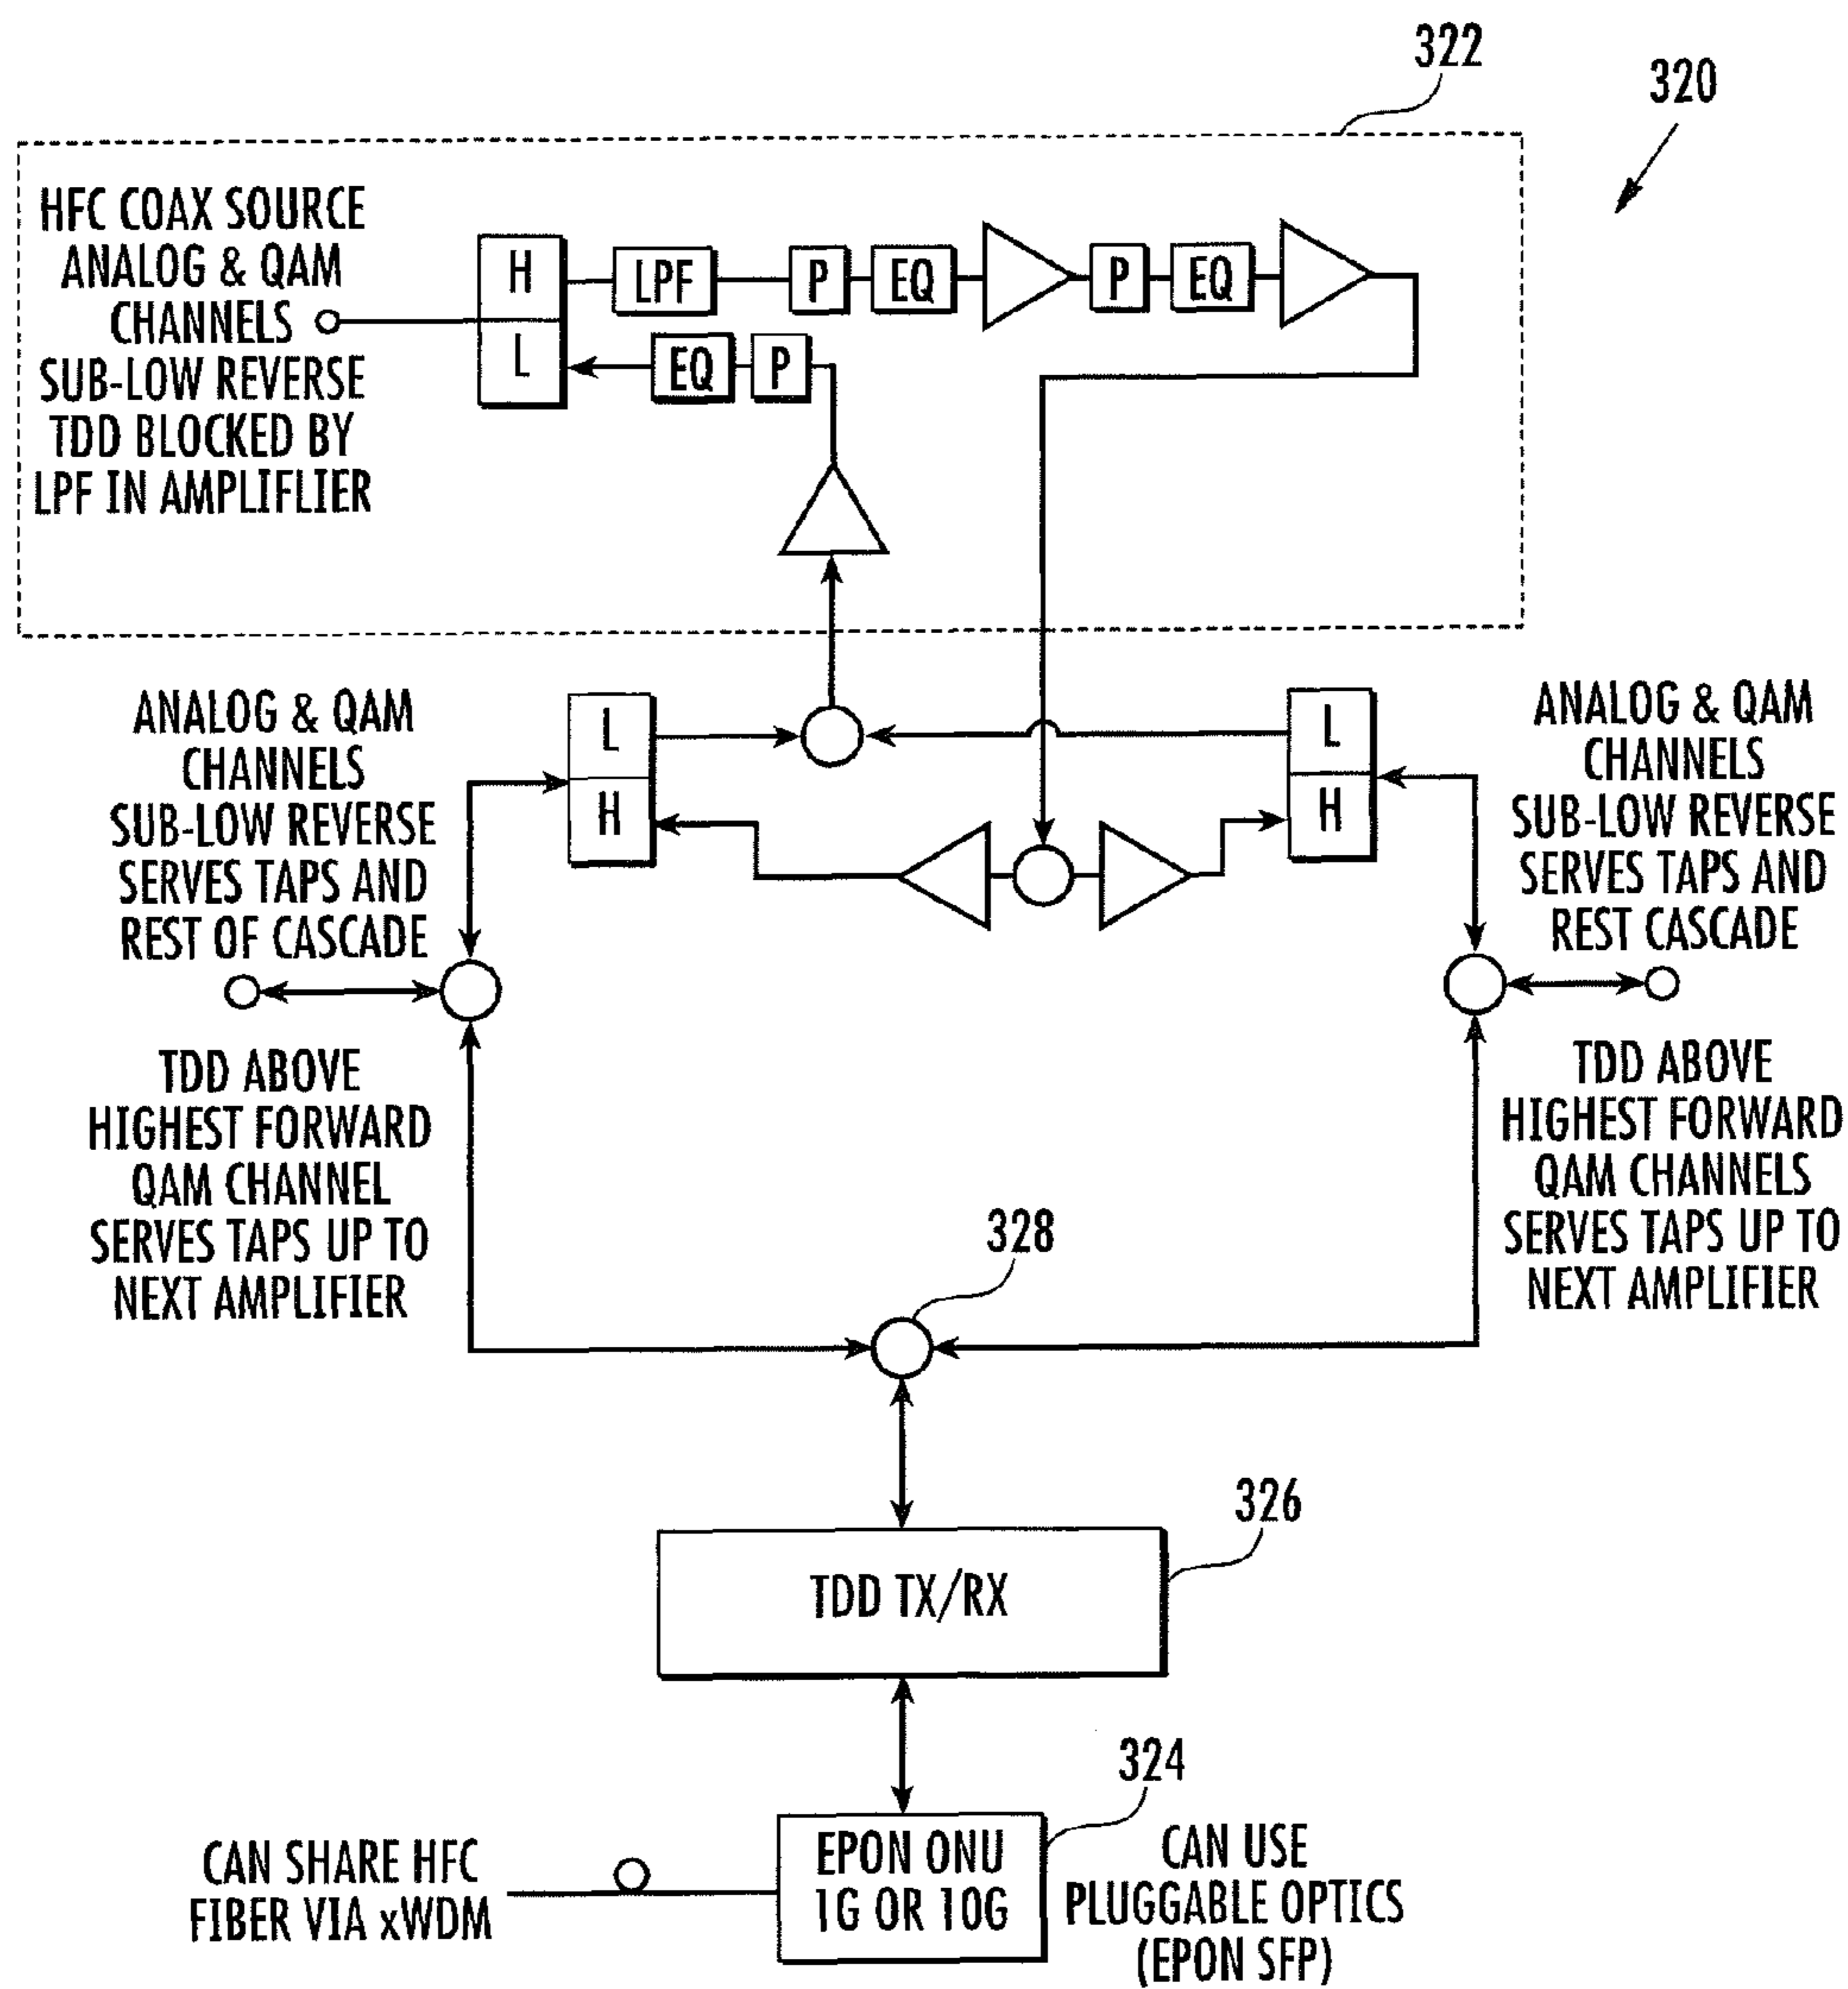 322
320
HFC COAX SOURCE
ANALOG & QAM
CHANNELS
SUB-LOW REVERSE
TDD BLOCKED BY
LPF IN AMPLIFLIER
H
L
LPF
P
EQ
P
EQ
EQ
P
ANALOG & QAM
CHANNELS
SUB-LOW REVERSE
SERVES TAPS AND
REST OF CASCADE
L
H
L
H
ANALOG & QAM
CHANNELS
SUB-LOW REVERSE
SERVES TAPS AND
REST CASCADE
TDD ABOVE
HIGHEST FORWARD
QAM CHANNEL
SERVES TAPS UP TO
NEXT AMPLIFIER
TDD ABOVE
HIGHEST FORWARD
QAM CHANNELS
SERVES TAPS UP TO
NEXT AMPLIFIER
328
326
TDD TX/RX
324
CAN SHARE HFC
FIBER VIA xWDM
EPON ONU
1G OR 10G
CAN USE
PLUGGABLE OPTICS
(EPON SFP)